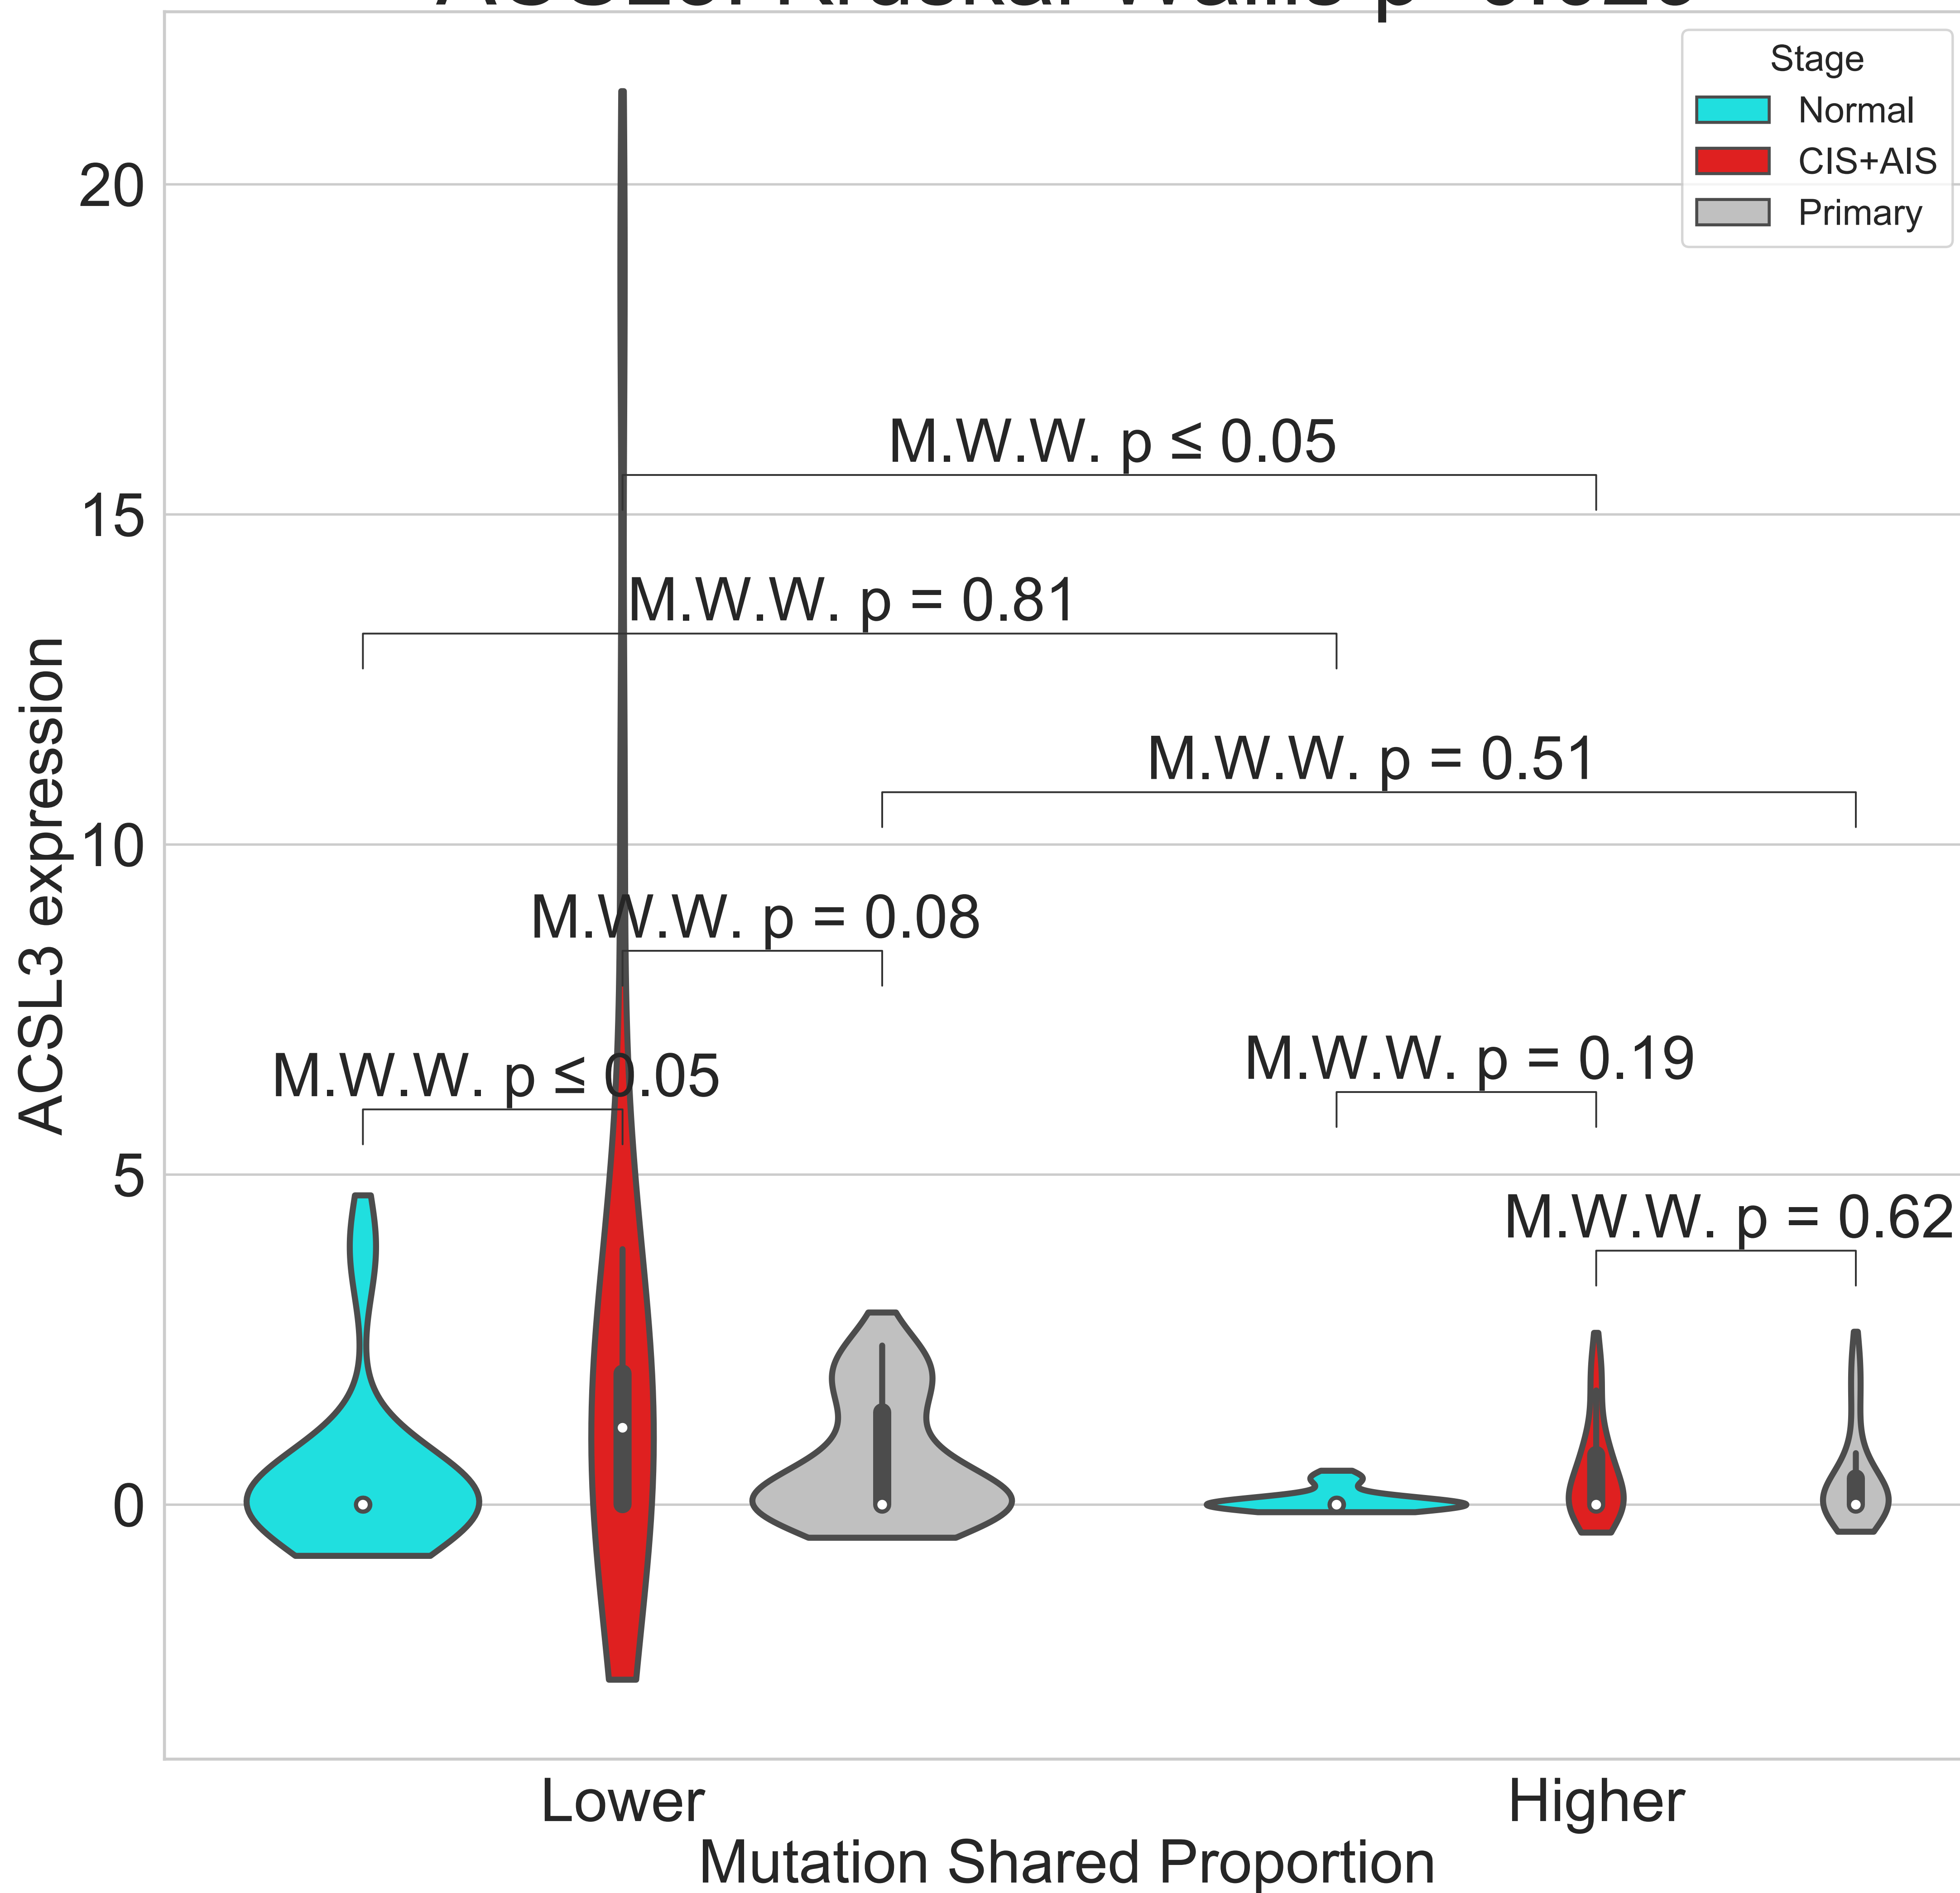 Stage
Normal
CIS+AIS
Primary
20
15
10
5
0
ACSL3 expression
M.W.W. p ≤ 0.05
M.W.W. p = 0.81
M.W.W. p = 0.51
M.W.W. p = 0.08
M.W.W. p ≤ 0.05
M.W.W. p = 0.19
M.W.W. p = 0.62
Lower
Higher
Mutation Shared Proportion